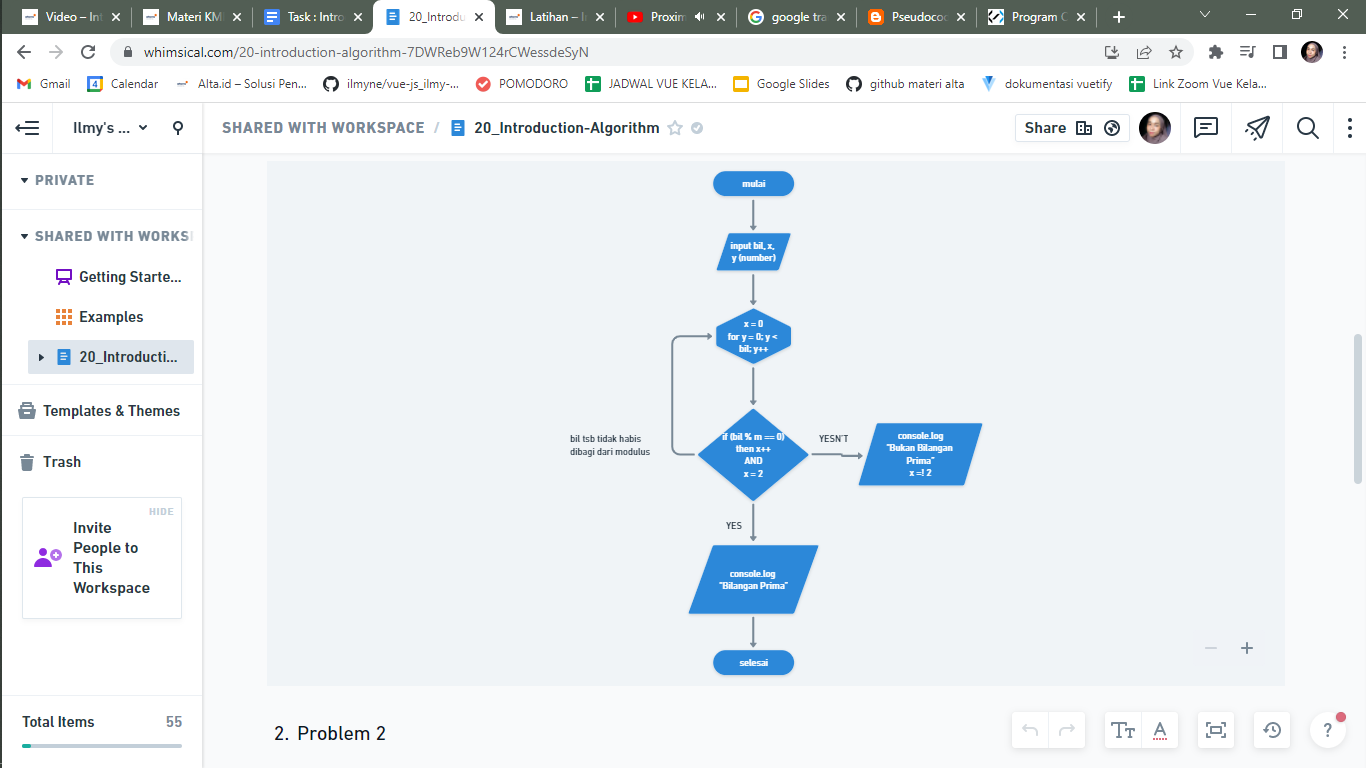 Video – Int
Materi KM
Task : Intro
20_Introdu
Latihan – I
Proxim
google tra
Pseudocod
Program C
whimsical.com/20-introduction-algorithm-7DWReb9W124rCWessdeSyN
Gmail
Calendar
Alta.id – Solusi Pen...
ilmyne/vue-js_ilmy-...
POMODORO
JADWAL VUE KELA...
Google Slides
github materi alta
dokumentasi vuetify
Link Zoom Vue Kela...
Ilmy's ...
SHARED WITH WORKSPACE / 20_Introduction-Algorithm
Share
PRIVATE
SHARED WITH WORKS
Getting Starte...
Examples
20_Introducti...
Templates & Themes
Trash
HIDE
Invite
People to
This
Workspace
Total Items 55
mulai
input bil, x,
y (number)
x = 0
for y = 0; y <
bil; y++
bil tsb tidak habis
dibagi dari modulus
if (bil % m == 0)
then x++
AND
x = 2
YESN'T
console.log
"Bukan Bilangan
Prima"
x =! 2
YES
console.log
"Bilangan Prima"
selesai
2. Problem 2